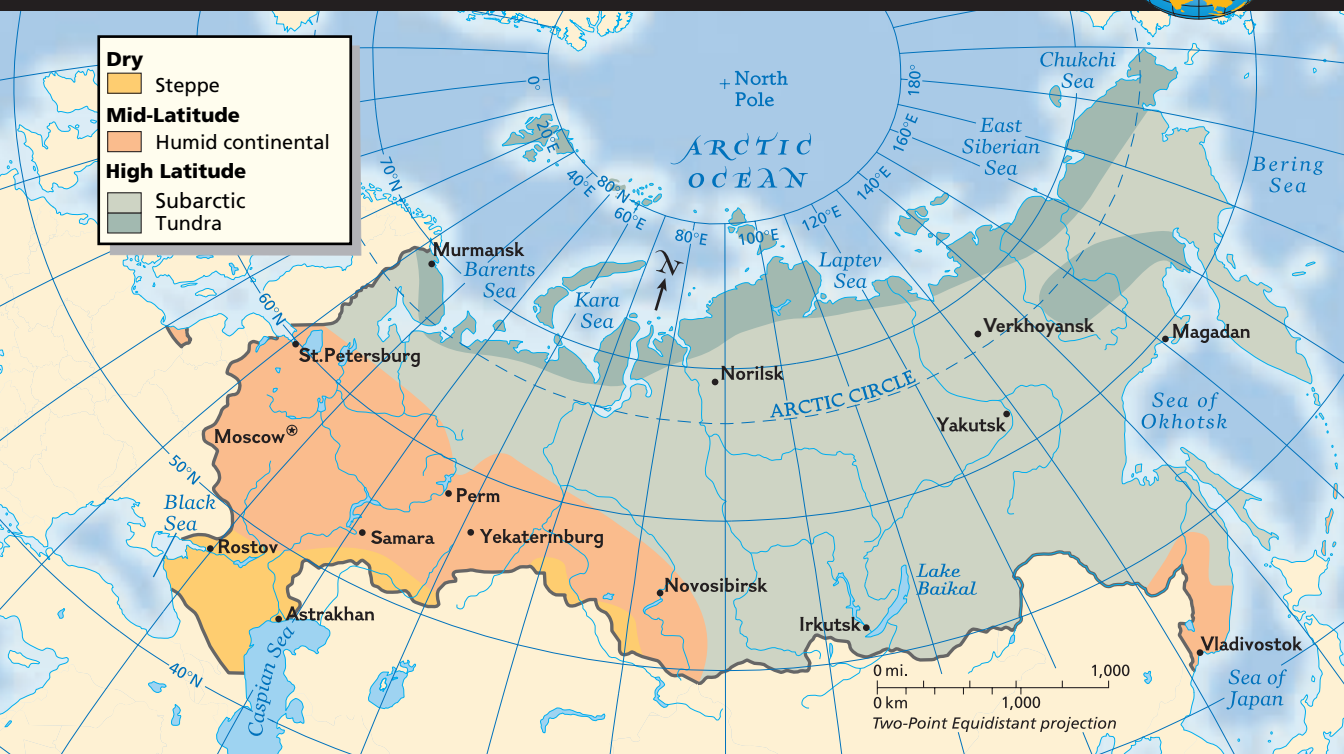 Dry
Steppe
Mid-Latitude
Humid continental
High Latitude
Subarctic
Tundra
North
Pole
ARCTIC
OCEAN
Chukchi
Sea
East
Siberian
Sea
Bering
Sea
0°
20°E
40°E
60°E
80°E
100°E
120°E
140°E
160°E
180°
80°N
70°N
60°N
50°N
40°N
Murmansk
Barents
Sea
Kara
Sea
N
Laptev
Sea
St.Petersburg
Norilsk
Verkhoyansk
Magadan
ARCTIC CIRCLE
Sea of
Okhotsk
Yakutsk
Moscow
Black
Sea
Perm
Rostov
Samara
Yekaterinburg
Novosibirsk
Lake
Baikal
Astrakhan
Irkutsk
Caspian Sea
Vladivostok
Sea of
Japan
0 mi. 1,000
0 km 1,000
Two-Point Equidistant projection